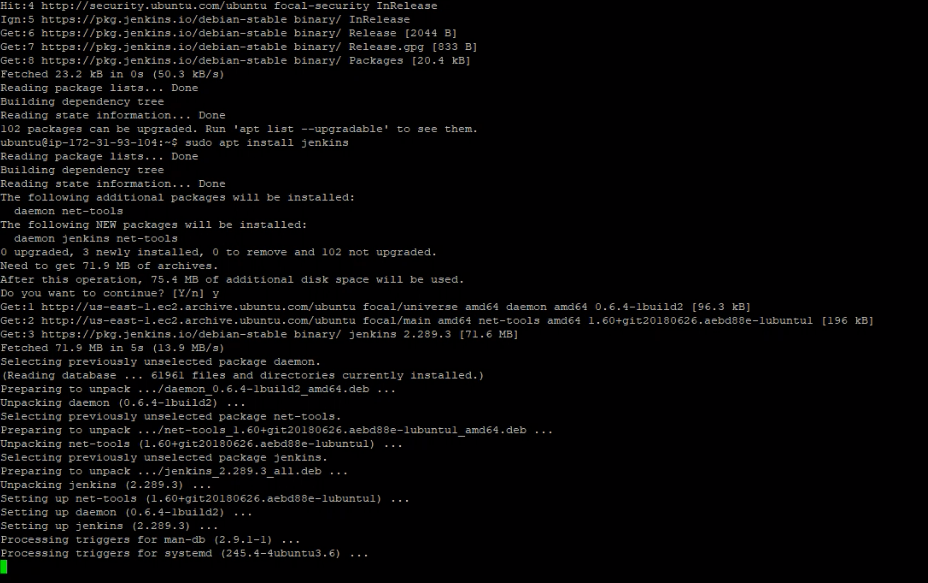 Hit:4 http://security.ubuntu.com/ubuntu focal-security InRelease
Ign:5 https://pkg.jenkins.io/debian-stable binary/ InRelease
Get:6 https://pkg.jenkins.io/debian-stable binary/ Release [2044 B]
Get:7 https://pkg.jenkins.io/debian-stable binary/ Release.gpg [833 B]
Get:8 https://pkg.jenkins.io/debian-stable binary/ Packages [20.4 kB]
Fetched 23.2 kB in 0s (50.3 kB/s)
Reading package lists... Done
Building dependency tree
Reading state information... Done
102 packages can be upgraded. Run 'apt list --upgradable' to see them.
ubuntu@ip-172-31-93-104:~$ sudo apt install jenkins
Reading package lists... Done
Building dependency tree
Reading state information... Done
The following additional packages will be installed:
  daemon net-tools
The following NEW packages will be installed:
  daemon jenkins net-tools
0 upgraded, 3 newly installed, 0 to remove and 102 not upgraded.
Need to get 71.9 MB of archives.
After this operation, 75.4 MB of additional disk space will be used.
Do you want to continue? [Y/n] y
Get:1 http://us-east-1.ec2.archive.ubuntu.com/ubuntu focal/universe amd64 daemon amd64 0.6.4-1build2 [96.3 kB]
Get:2 http://us-east-1.ec2.archive.ubuntu.com/ubuntu focal/main amd64 net-tools amd64 1.60+git20180626.aebd88e-1ubuntu1 [196 kB]
Get:3 https://pkg.jenkins.io/debian-stable binary/ jenkins 2.289.3 [71.6 MB]
Fetched 71.9 MB in 5s (13.9 MB/s)
Selecting previously unselected package daemon.
(Reading database ... 61961 files and directories currently installed.)
Preparing to unpack .../daemon_0.6.4-1build2_amd64.deb ...
Unpacking daemon (0.6.4-1build2) ...
Selecting previously unselected package net-tools.
Preparing to unpack .../net-tools_1.60+git20180626.aebd88e-1ubuntu1_amd64.deb ...
Unpacking net-tools (1.60+git20180626.aebd88e-1ubuntu1) ...
Selecting previously unselected package jenkins.
Preparing to unpack .../jenkins_2.289.3_all.deb ...
Unpacking jenkins (2.289.3) ...
Setting up net-tools (1.60+git20180626.aebd88e-1ubuntu1) ...
Setting up daemon (0.6.4-1build2) ...
Setting up jenkins (2.289.3) ...
Processing triggers for man-db (2.9.1-1) ...
Processing triggers for systemd (245.4-4ubuntu3.6) ...